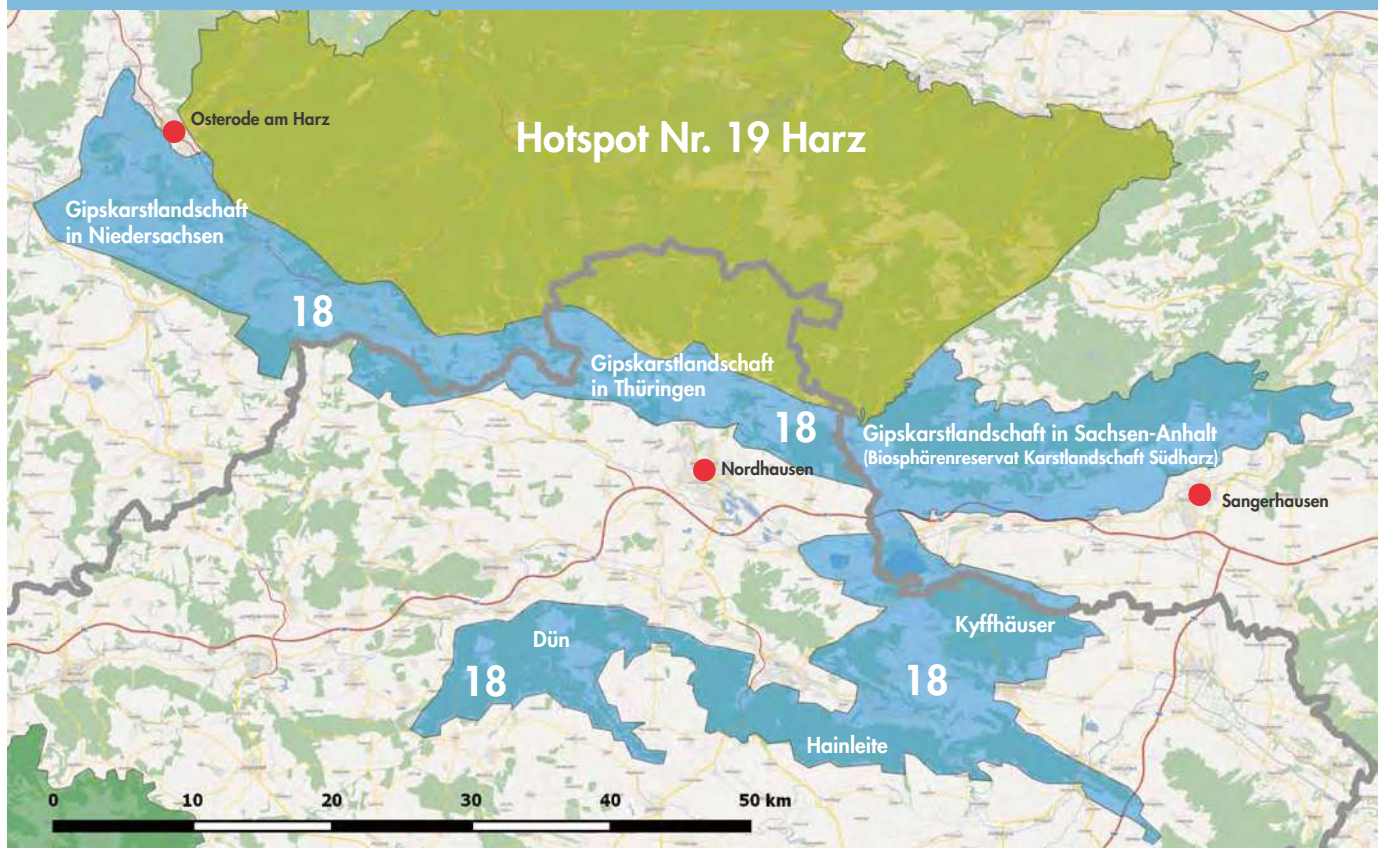 Osterode am Harz
Hotspot Nr. 19 Harz
Gipskarstlandschaft
in Niedersachsen
18
Gipskarstlandschaft
in Thüringen
18
Gipskarstlandschaft in Sachsen-Anhalt
(Biosphärenreservat Karstlandschaft Südharz)
Nordhausen
Sangerhausen
Dün
Kyffhäuser
18
18
Hainleite
0 10 20 30 40 50 km